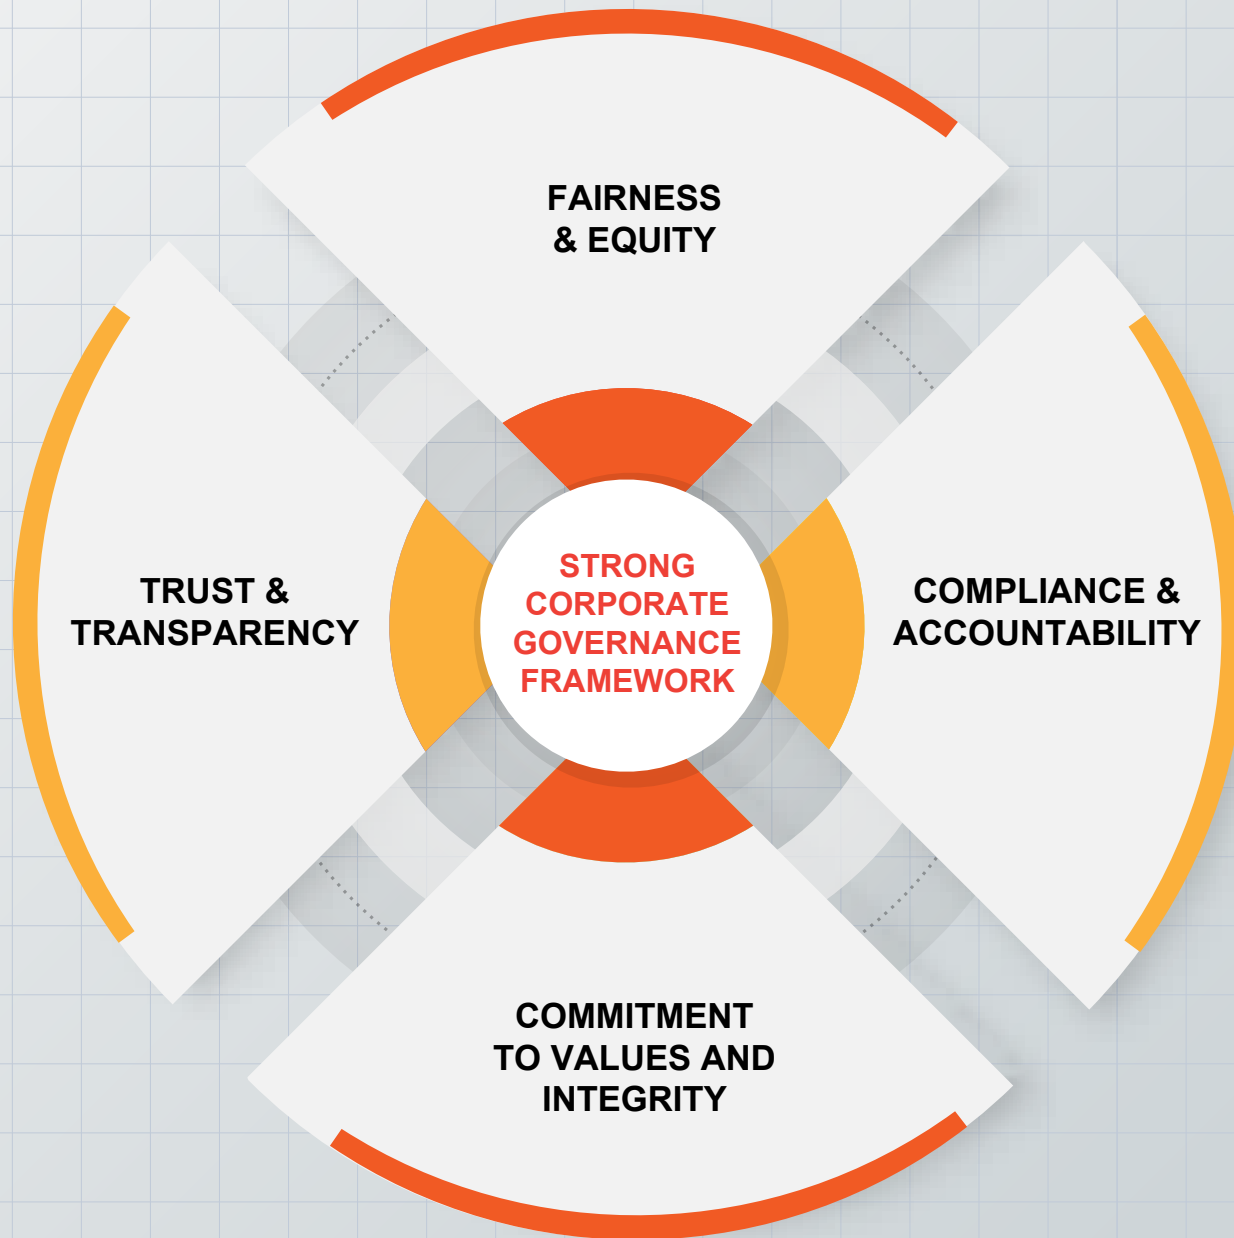 FAIRNESS
& EQUITY
TRUST &
TRANSPARENCY
STRONG
CORPORATE
GOVERNANCE
FRAMEWORK
COMPLIANCE &
ACCOUNTABILITY
COMMITMENT
TO VALUES AND
INTEGRITY